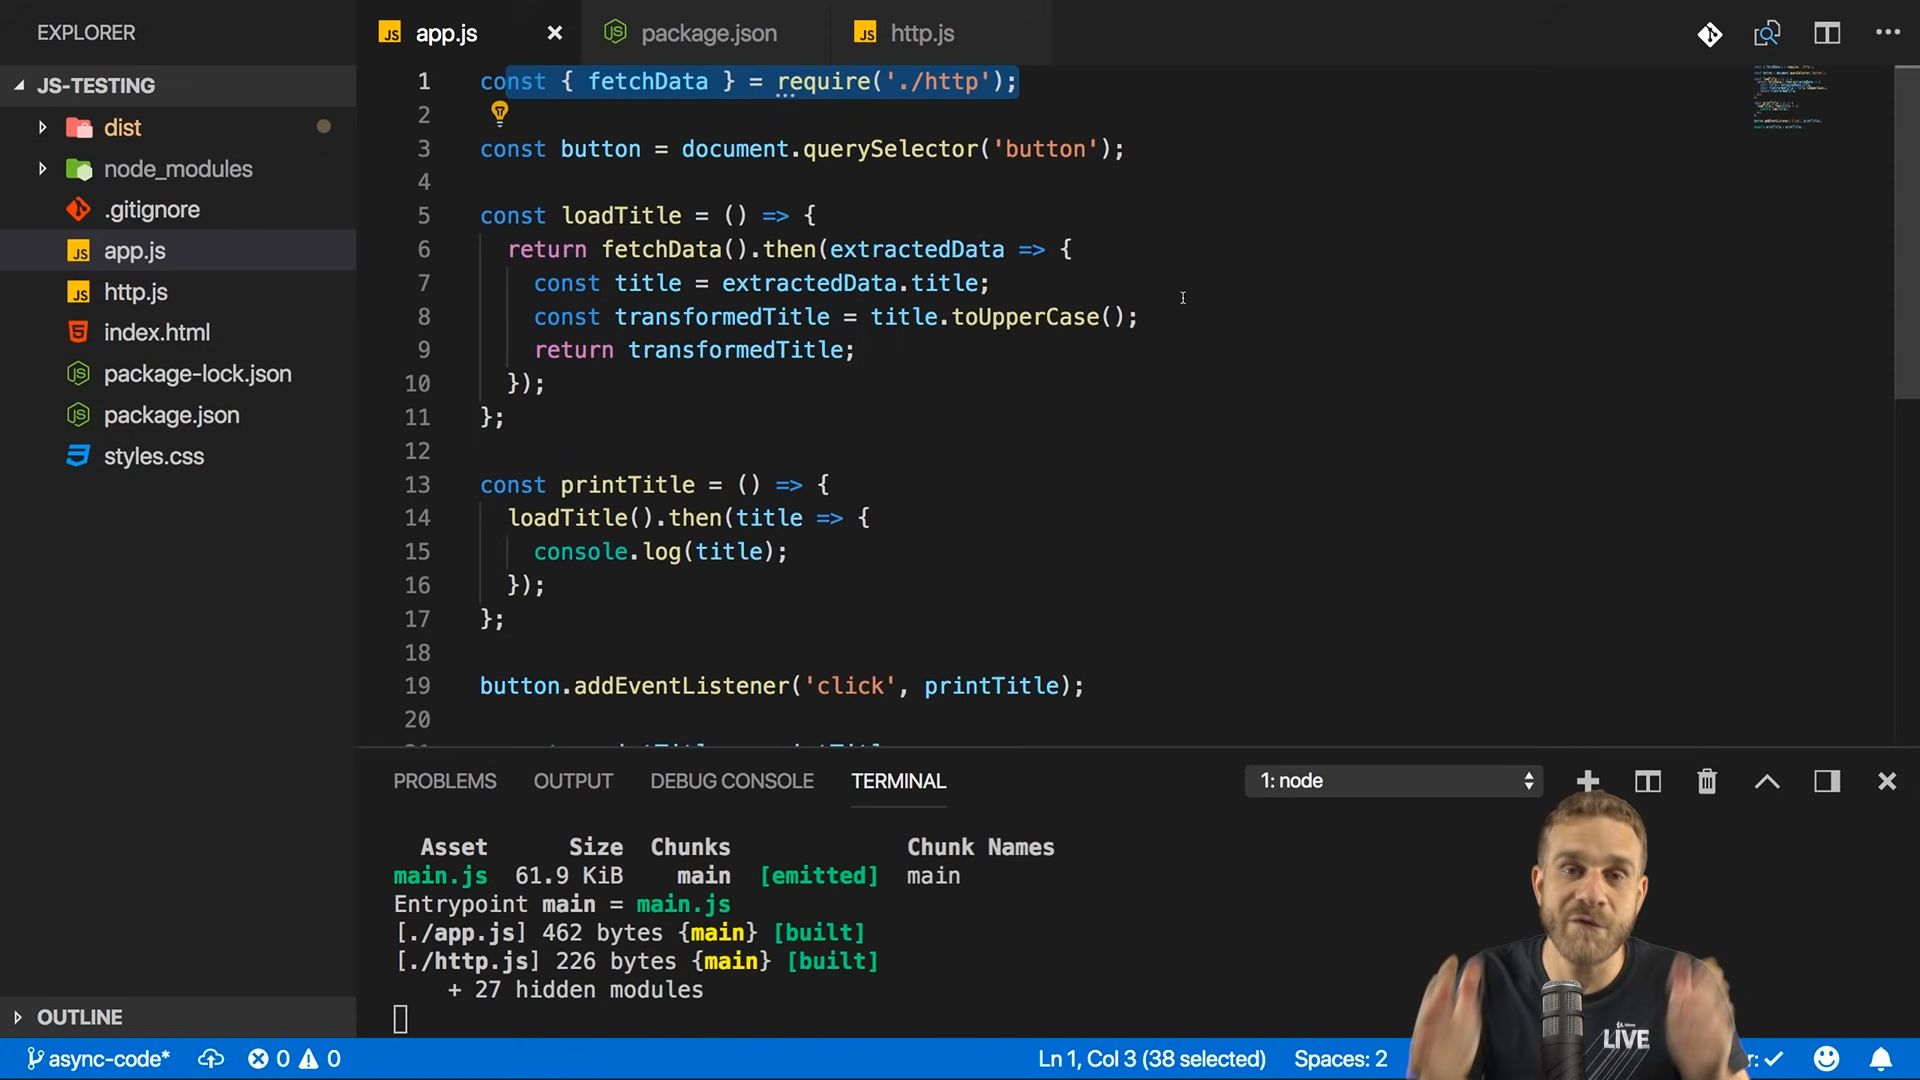 EXPLORER
JS-TESTING
dist
node_modules
.gitignore
app.js
http.js
index.html
package-lock.json
package.json
styles.css
OUTLINE
app.js
package.json
http.js
1 const { fetchData } = require('./http');
2
3 const button = document.querySelector('button');
4
5 const loadTitle = () => {
6 return fetchData().then(extractedData => {
7 const title = extractedData.title;
8 const transformedTitle = title.toUpperCase();
9 return transformedTitle;
10 });
11 };
12
13 const printTitle = () => {
14 loadTitle().then(title => {
15 console.log(title);
16 });
17 };
18
19 button.addEventListener('click', printTitle);
20
PROBLEMS OUTPUT DEBUG CONSOLE TERMINAL
1: node
Asset Size Chunks Chunk Names
main.js 61.9 KiB main [emitted] main
Entrypoint main = main.js
[./app.js] 462 bytes {main} [built]
[./http.js] 226 bytes {main} [built]
+ 27 hidden modules
LIVE
async-code* 0 0 Ln 1, Col 3 (38 selected) Spaces: 2